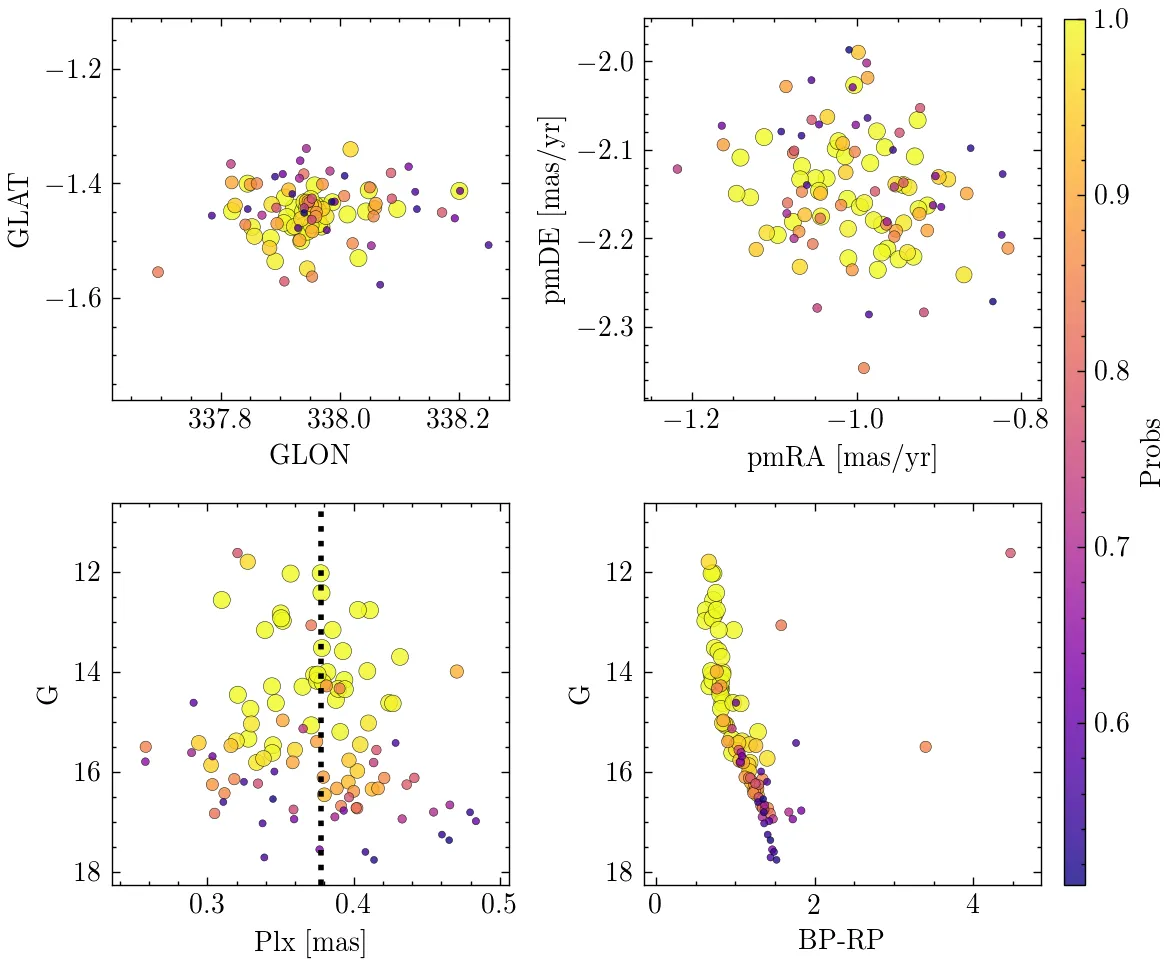 −1.2
−1.4
−1.6
GLAT
337.8 338.0 338.2
GLON
−2.0
−2.1
−2.2
−2.3
pmDE [mas/yr]
−1.2 −1.0 −0.8
pmRA [mas/yr]
12
14
16
18
G
0.3 0.4 0.5
Plx [mas]
12
14
16
18
G
0 2 4
BP-RP
1.0
0.9
0.8
0.7
0.6
Probs